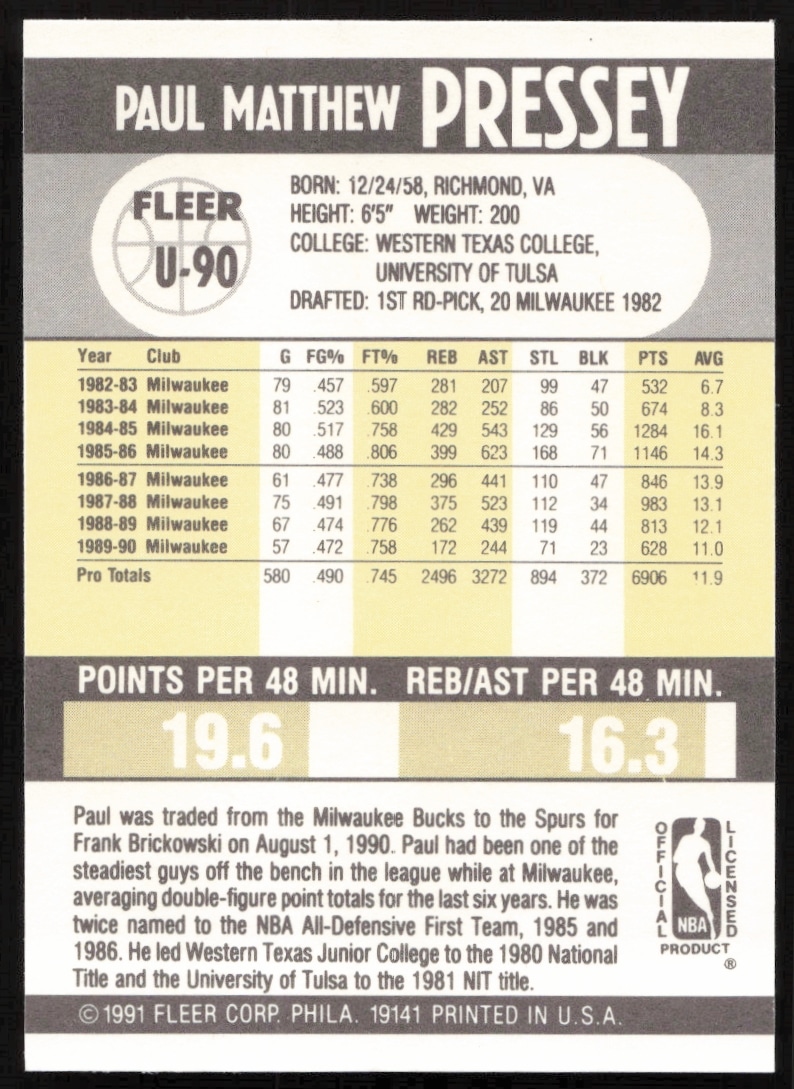 PAUL MATTHEW PRESSEY
FLEER
U-90
BORN: 12/24/58, RICHMOND, VA
HEIGHT: 6'5" WEIGHT: 200
COLLEGE: WESTERN TEXAS COLLEGE,
UNIVERSITY OF TULSA
DRAFTED: 1ST RD-PICK, 20 MILWAUKEE 1982
Year Club G FG% FT% REB AST STL BLK PTS AVG
1982-83 Milwaukee 79 .457 .597 281 207 99 47 532 6.7
1983-84 Milwaukee 81 .523 .600 282 252 86 50 674 8.3
1984-85 Milwaukee 80 .517 .758 429 543 129 56 1284 16.1
1985-86 Milwaukee 80 .488 .806 399 623 168 71 1146 14.3
1986-87 Milwaukee 61 .477 .738 296 441 110 47 846 13.9
1987-88 Milwaukee 75 .491 .798 375 523 112 34 983 13.1
1988-89 Milwaukee 67 .474 .776 262 439 119 44 813 12.1
1989-90 Milwaukee 57 .472 .758 172 244 71 23 628 11.0
Pro Totals 580 .490 .745 2496 3272 894 372 6906 11.9
POINTS PER 48 MIN. REB/AST PER 48 MIN.
19.6 16.3
Paul was traded from the Milwaukee Bucks to the Spurs for
Frank Brickowski on August 1, 1990. Paul had been one of the
steadiest guys off the bench in the league while at Milwaukee,
averaging double-figure point totals for the last six years. He was
twice named to the NBA All-Defensive First Team, 1985 and
1986. He led Western Texas Junior College to the 1980 National
Title and the University of Tulsa to the 1981 NIT title.
OFFICIAL
LICENSED
NBA
PRODUCT
®
© 1991 FLEER CORP. PHILA. 19141 PRINTED IN U.S.A.